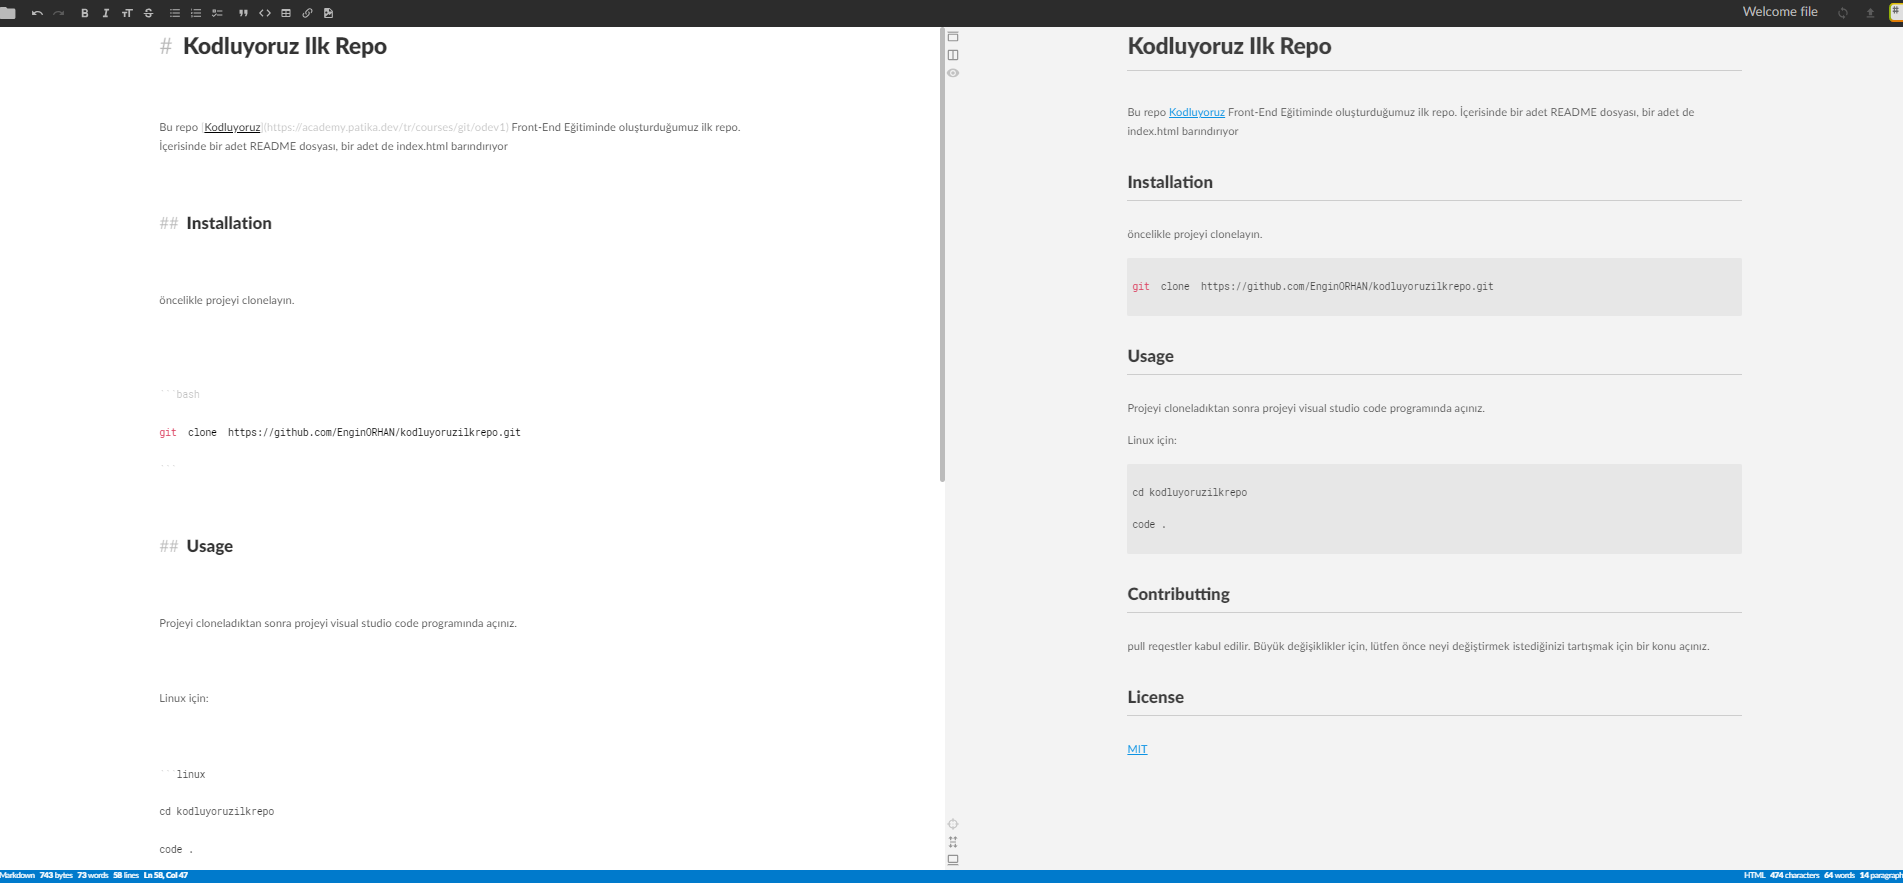 Welcome file
# Kodluyoruz Ilk Repo
Bu repo [Kodluyoruz](https://academy.patika.dev/tr/courses/git/odev1) Front-End Eğitiminde oluşturduğumuz ilk repo.
İçerisinde bir adet README dosyası, bir adet de index.html barındırıyor
## Installation
öncelikle projeyi clonelayın.
```bash
git clone https://github.com/EnginORHAN/kodluyoruzilkrepo.git
```
## Usage
Projeyi cloneladıktan sonra projeyi visual studio code programında açınız.
Linux için:
```linux
cd kodluyoruzilkrepo
code .
Kodluyoruz Ilk Repo
Bu repo Kodluyoruz Front-End Eğitiminde oluşturduğumuz ilk repo. İçerisinde bir adet README dosyası, bir adet de
index.html barındırıyor
Installation
öncelikle projeyi clonelayın.
git clone https://github.com/EnginORHAN/kodluyoruzilkrepo.git
Usage
Projeyi cloneladıktan sonra projeyi visual studio code programında açınız.
Linux için:
cd kodluyoruzilkrepo
code .
Contributting
pull reqestler kabul edilir. Büyük değişiklikler için, lütfen önce neyi değiştirmek istediğinizi tartışmak için bir konu açınız.
License
MIT
Markdown 743 bytes 73 words 58 lines Ln 58, Col 47
HTML 474 characters 64 words 14 paragraph